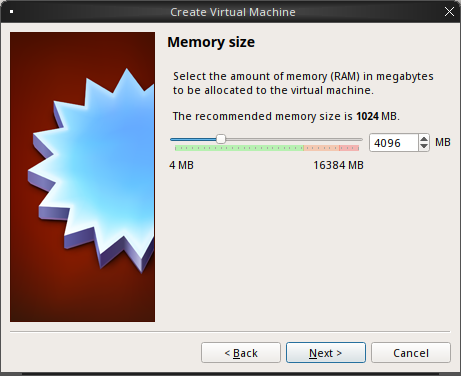 Create Virtual Machine
Memory size
Select the amount of memory (RAM) in megabytes
to be allocated to the virtual machine.
The recommended memory size is 1024 MB.
4096 MB
4 MB 16384 MB
< Back Next > Cancel